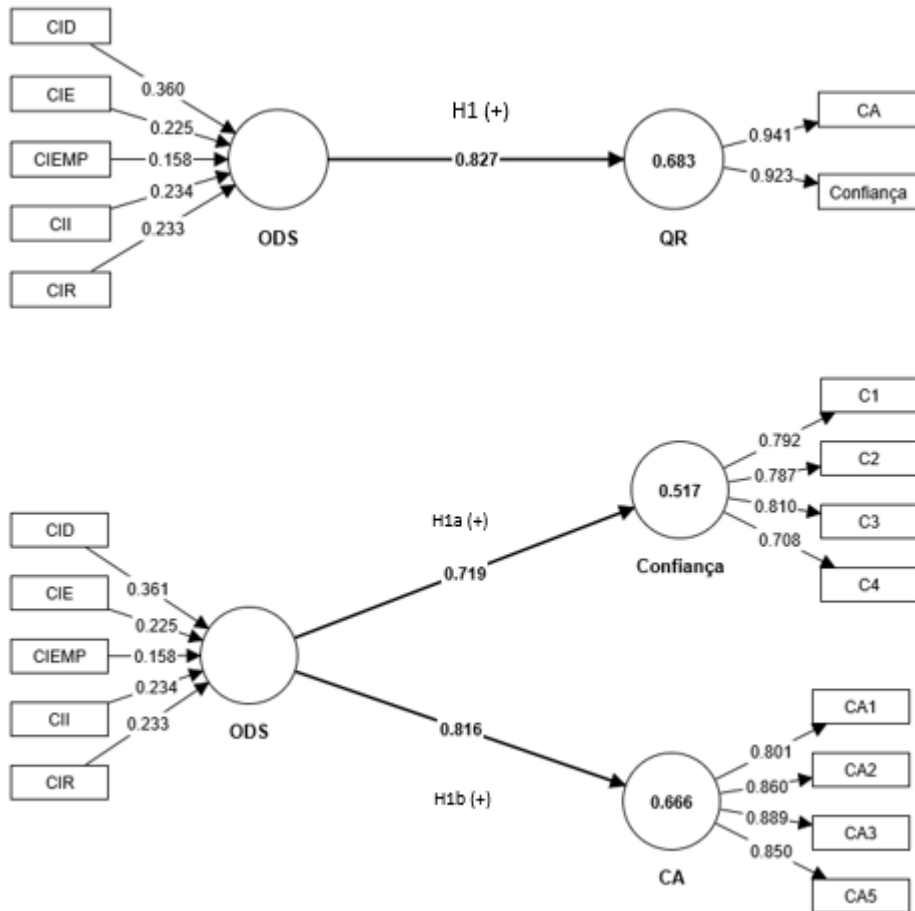 CID
0.360
CIE
0.225
CIEMP
0.158
CII
0.234
CIR
0.233
ODS
H1 (+)
0.827
0.683
QR
0.941
CA
0.923
Confiança
CID
0.361
CIE
0.225
CIEMP
0.158
CII
0.234
CIR
0.233
ODS
H1a (+)
0.719
0.517
Confiança
0.792
C1
0.787
C2
0.810
C3
0.708
C4
0.816
H1b (+)
0.666
CA
0.801
CA1
0.860
CA2
0.889
CA3
0.850
CA5